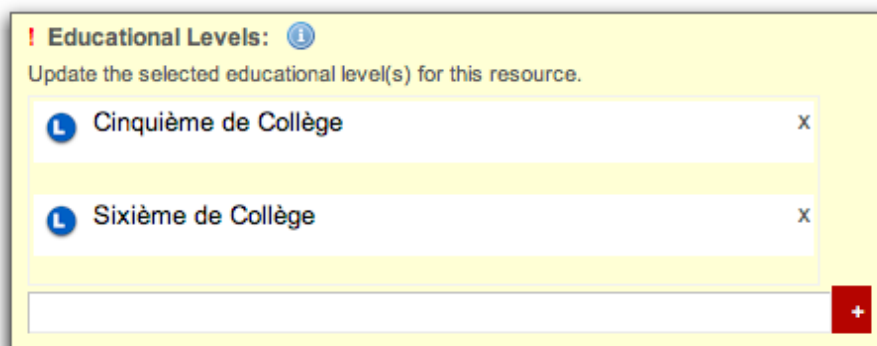 ! Educational Levels: i
Update the selected educational level(s) for this resource.
L Cinquième de Collège x
L Sixième de Collège x
+